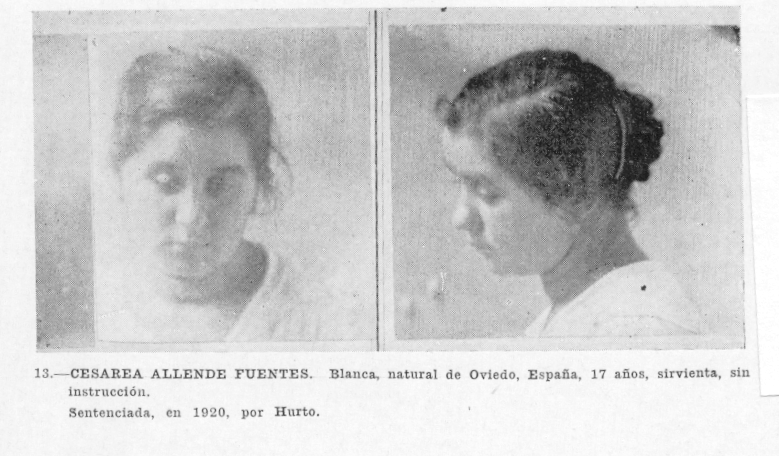 13.—CESAREA ALLENDE FUENTES. Blanca, natural de Oviedo, España, 17 años, sirvienta, sin
instrucción.
Sentenciada, en 1920, por Hurto.